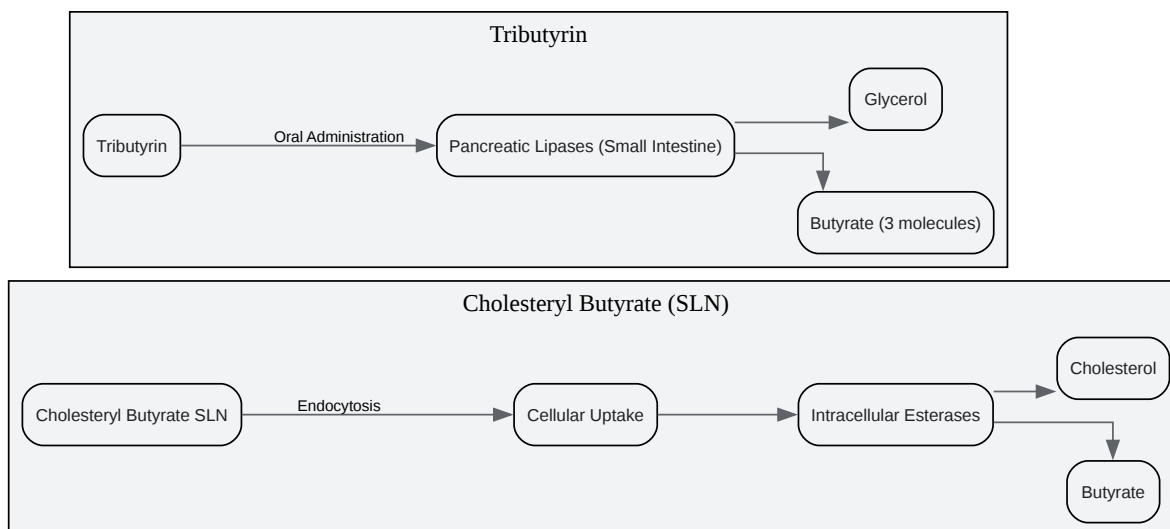 Tributyrin
Glycerol
Tributyrin
Oral Administration
Pancreatic Lipases (Small Intestine)
Butyrate (3 molecules)
Cholesteryl Butyrate (SLN)
Cholesterol
Cholesteryl Butyrate SLN
Endocytosis
Cellular Uptake
Intracellular Esterases
Butyrate